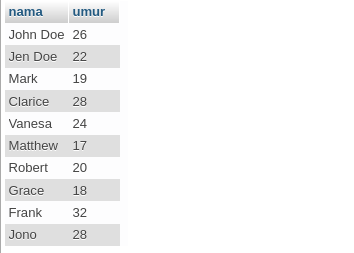 nama umur
John Doe 26
Jen Doe 22
Mark 19
Clarice 28
Vanesa 24
Matthew 17
Robert 20
Grace 18
Frank 32
Jono 28